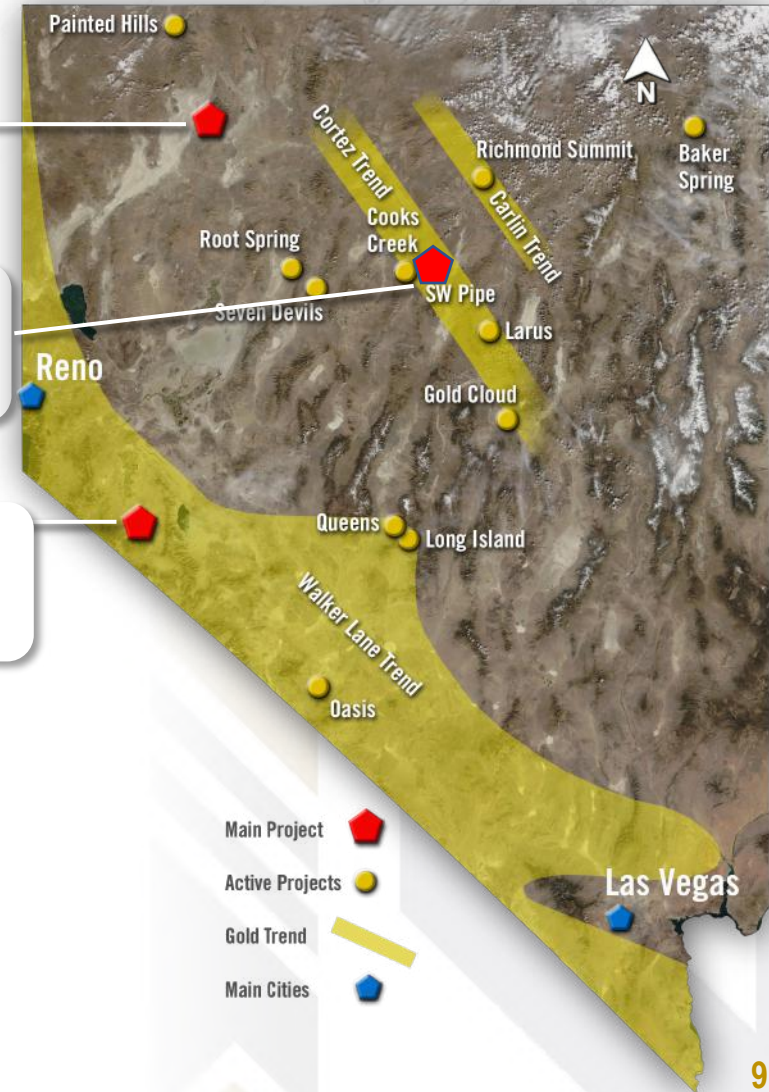 Painted Hills
N
Cortez Trend
Richmond Summit
Baker
Spring
Carlin Trend
Cooks
Creek
Root Spring
SW Pipe
Seven Devils
Larus
Reno
Gold Cloud
Queens
Long Island
Walker Lane Trend
Oasis
Main Project
Active Projects
Las Vegas
Gold Trend
Main Cities
9